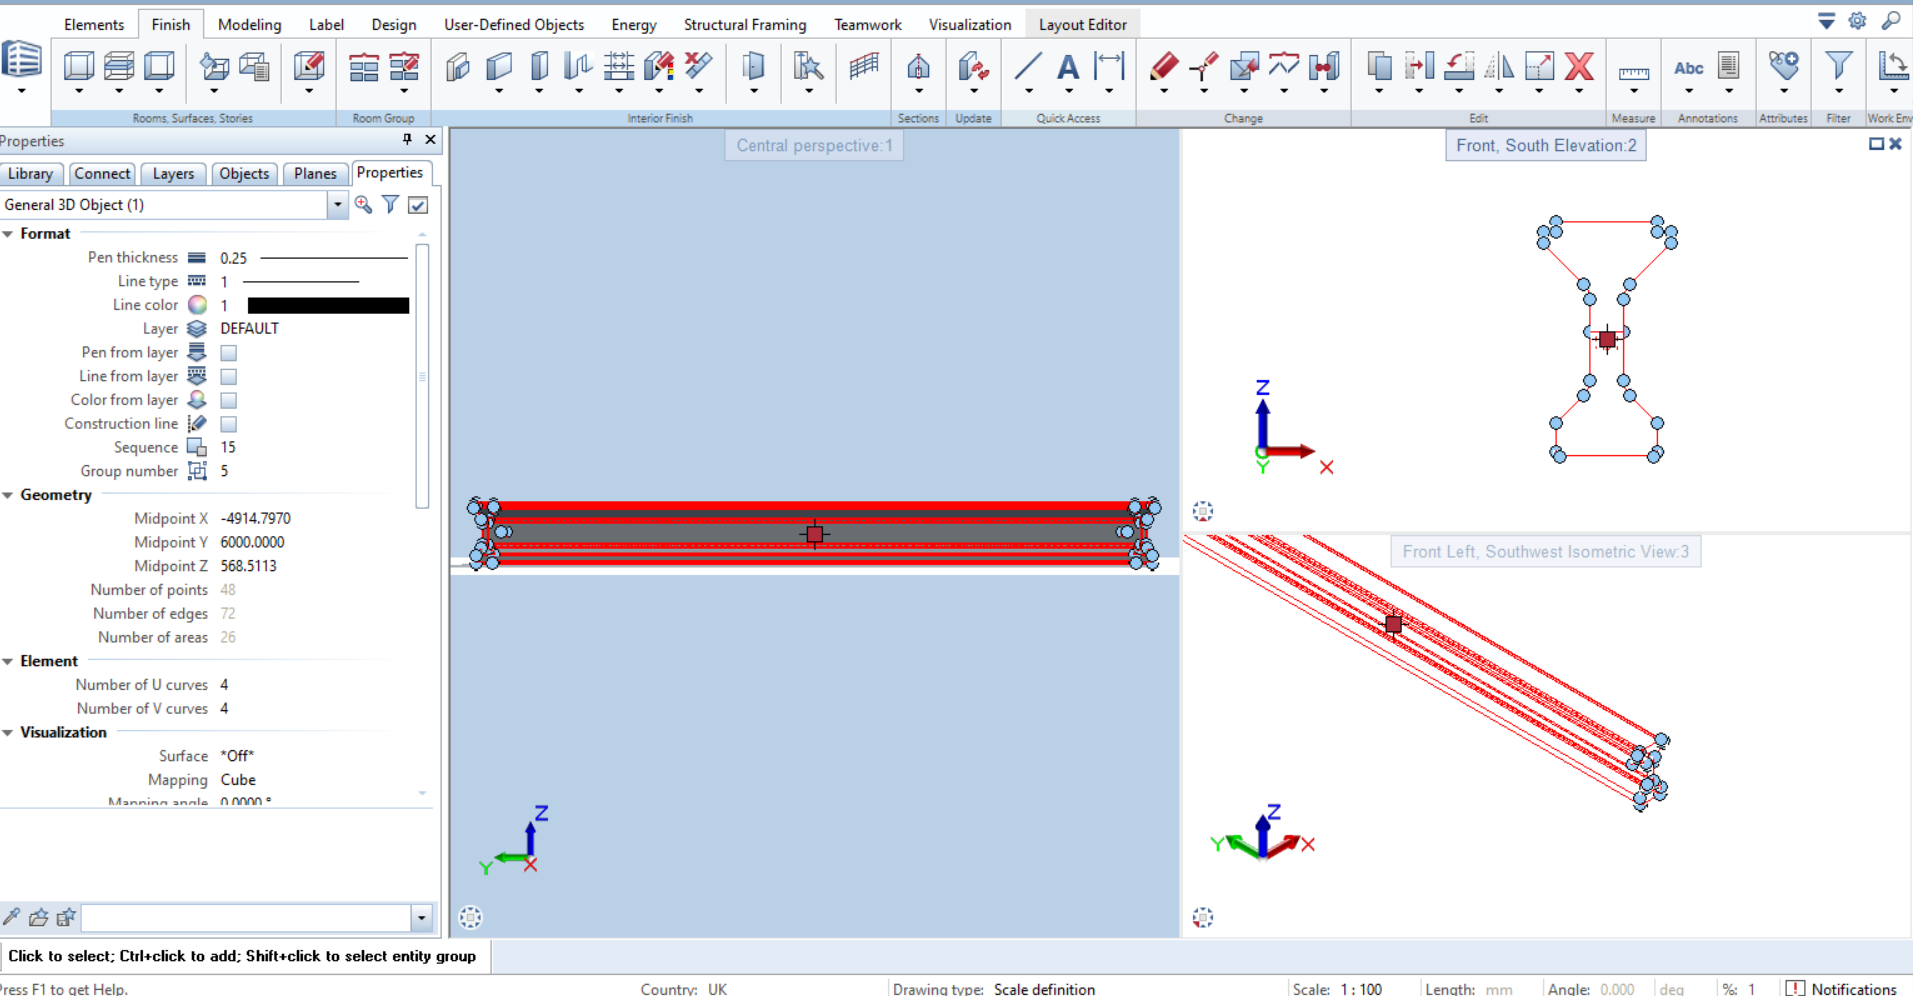 Elements Finish Modeling Label Design User-Defined Objects Energy Structural Framing Teamwork Visualization Layout Editor
A Abc
Rooms, Surfaces, Stories Room Group Interior Finish Sections Update Quick Access Change Edit Measure Annotations Attributes Filter Work Env
Properties
Library Connect Layers Objects Planes Properties
General 3D Object (1)
Format
Pen thickness 0.25
Line type 1
Line color 1
Layer DEFAULT
Pen from layer
Line from layer
Color from layer
Construction line
Sequence 15
Group number 5
Geometry
Midpoint X -4914.7970
Midpoint Y 6000.0000
Midpoint Z 568.5113
Number of points 48
Number of edges 72
Number of areas 26
Element
Number of U curves 4
Number of V curves 4
Visualization
Surface *Off*
Mapping Cube
Mapping angle 0.0000 °
Central perspective:1
Z
Y
X
Front, South Elevation:2
Z
Y
X
Front Left, Southwest Isometric View:3
Z
Y
X
Click to select; Ctrl+click to add; Shift+click to select entity group
Press F1 to get Help. Country: UK Drawing type: Scale definition Scale: 1 : 100 Length: mm Angle: 0.000 deg %: 1 Notifications